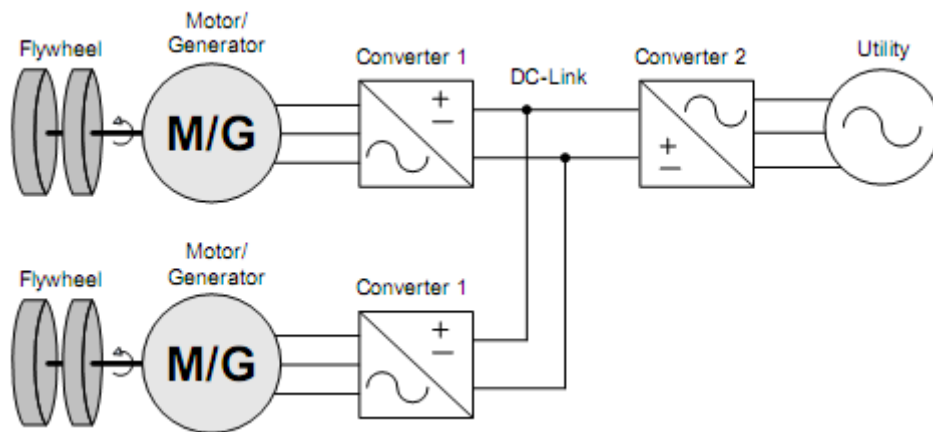 Motor/
Generator
Flywheel
Converter 1
DC-Link
Converter 2
Utility
M/G
+
−
+
−
Motor/
Generator
Flywheel
Converter 1
M/G
+
−